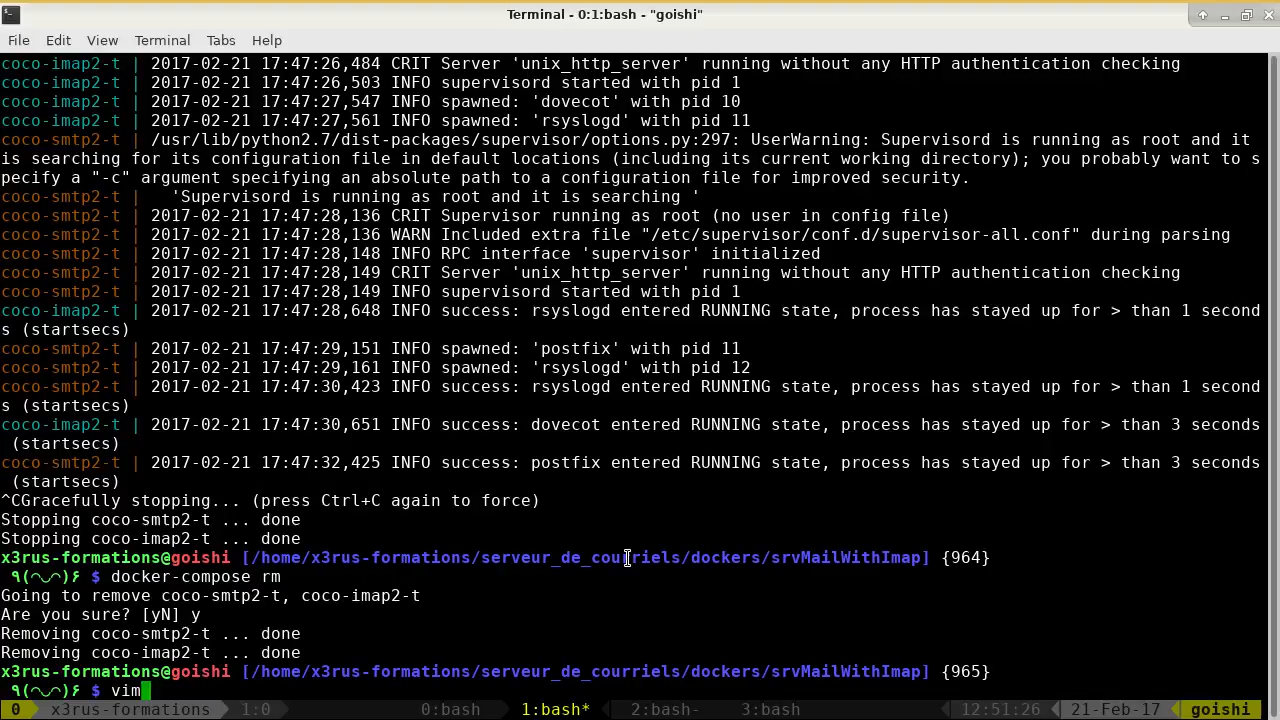 Terminal - 0:1:bash - "goishi"
File Edit View Terminal Tabs Help
coco-imap2-t | 2017-02-21 17:47:26,484 CRIT Server 'unix_http_server' running without any HTTP authentication checking
coco-imap2-t | 2017-02-21 17:47:26,503 INFO supervisord started with pid 1
coco-imap2-t | 2017-02-21 17:47:27,547 INFO spawned: 'dovecot' with pid 10
coco-imap2-t | 2017-02-21 17:47:27,561 INFO spawned: 'rsyslogd' with pid 11
coco-smtp2-t | /usr/lib/python2.7/dist-packages/supervisor/options.py:297: UserWarning: Supervisord is running as root and it
is searching for its configuration file in default locations (including its current working directory); you probably want to s
pecify a "-c" argument specifying an absolute path to a configuration file for improved security.
coco-smtp2-t |   'Supervisord is running as root and it is searching '
coco-smtp2-t | 2017-02-21 17:47:28,136 CRIT Supervisor running as root (no user in config file)
coco-smtp2-t | 2017-02-21 17:47:28,136 WARN Included extra file "/etc/supervisor/conf.d/supervisor-all.conf" during parsing
coco-smtp2-t | 2017-02-21 17:47:28,148 INFO RPC interface 'supervisor' initialized
coco-smtp2-t | 2017-02-21 17:47:28,149 CRIT Server 'unix_http_server' running without any HTTP authentication checking
coco-smtp2-t | 2017-02-21 17:47:28,149 INFO supervisord started with pid 1
coco-imap2-t | 2017-02-21 17:47:28,648 INFO success: rsyslogd entered RUNNING state, process has stayed up for > than 1 second
s (startsecs)
coco-smtp2-t | 2017-02-21 17:47:29,151 INFO spawned: 'postfix' with pid 11
coco-smtp2-t | 2017-02-21 17:47:29,161 INFO spawned: 'rsyslogd' with pid 12
coco-smtp2-t | 2017-02-21 17:47:30,423 INFO success: rsyslogd entered RUNNING state, process has stayed up for > than 1 second
s (startsecs)
coco-imap2-t | 2017-02-21 17:47:30,651 INFO success: dovecot entered RUNNING state, process has stayed up for > than 3 seconds
 (startsecs)
coco-smtp2-t | 2017-02-21 17:47:32,425 INFO success: postfix entered RUNNING state, process has stayed up for > than 3 seconds
 (startsecs)
^CGracefully stopping... (press Ctrl+C again to force)
Stopping coco-smtp2-t ... done
Stopping coco-imap2-t ... done
x3rus-formations@goishi [/home/x3rus-formations/serveur_de_courriels/dockers/srvMailWithImap] {964}
 ٩(◠◡◠)۶ $ docker-compose rm
Going to remove coco-smtp2-t, coco-imap2-t
Are you sure? [yN] y
Removing coco-smtp2-t ... done
Removing coco-imap2-t ... done
x3rus-formations@goishi [/home/x3rus-formations/serveur_de_courriels/dockers/srvMailWithImap] {965}
 ٩(◠◡◠)۶ $ vim
0 x3rus-formations 1:0 0:bash 1:bash* 2:bash- 3:bash 12:51:26 21-Feb-17 goishi